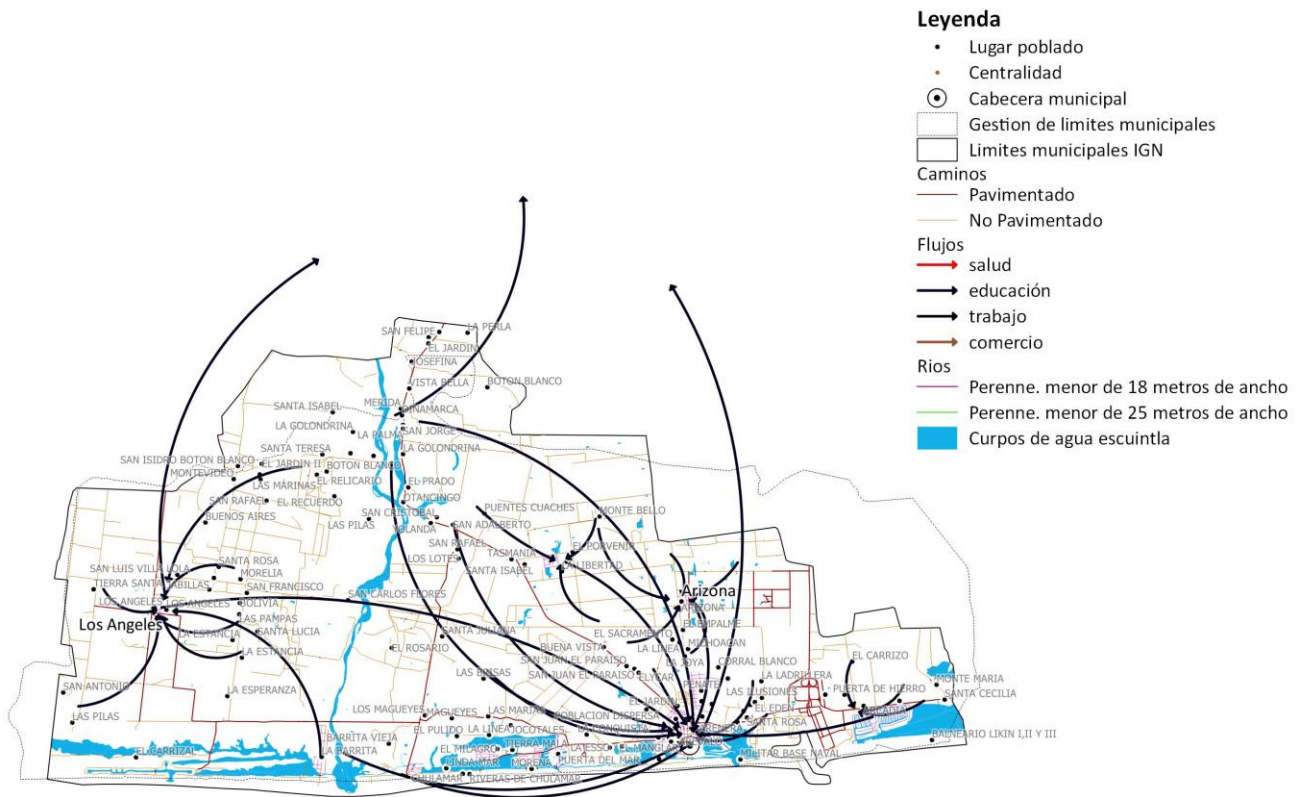 Leyenda
Lugar poblado
Centralidad
Cabecera municipal
Gestion de limites municipales
Limites municipales IGN
Caminos
Pavimentado
No Pavimentado
Flujos
salud
educación
trabajo
comercio
Rios
Perenne. menor de 18 metros de ancho
Perenne. menor de 25 metros de ancho
Curpos de agua escuintla
SAN FELIPE
LA PERLA
EL JARDIN
JOSEFINA
VISTA BELLA
BOTON BLANCO
MERIDA
DINAMARCA
SANTA ISABEL
LA GOLONDRINA
LA PALMA
SAN JORGE
SANTA TERESA
LA GOLONDRINA
SAN ISIDRO BOTON BLANCO
EL JARDIN II
BOTON BLANCO
MONTEVIDEO
LAS MARINAS
EL RELICARIO
EL PRADO
SAN RAFAEL
EL RECUERDO
OTANCINGO
BUENOS AIRES
LAS PILAS
SAN CRISTOBAL
YOLANDA
SAN ADALBERTO
PUENTES CUACHES
MONTE BELLO
SAN RAFAEL
LOS LOTES
TASMANIA
SANTA ISABEL
EL PORVENIR
LA LIBERTAD
SANTA ROSA
SAN LUIS VILLA LOLA
MORELIA
TIERRA SANTA
JABILLAS
SAN FRANCISCO
LOS ANGELES
LOS ANGELES
BOLIVIA
SAN CARLOS FLORES
Arizona
ARIZONA
Los Angeles
LAS PAMPAS
SANTA LUCIA
LA ESTANCIA
LA ESTANCIA
SANTA JULIANA
EL ROSARIO
EL EMPALME
EL SACRAMENTO
MICHOACAN
BUENA VISTA
LA LINEA
SAN JUAN EL PARAISO
LA JOYA
CORRAL BLANCO
EL CARRIZO
SAN JUAN EL PARAISO
ELYCAR
LA LADRILLERA
LAS BRISAS
PEÑATE
LAS ILUSIONES
PUERTA DE HIERRO
MONTE MARIA
SANTA CECILIA
SAN ANTONIO
LA ESPERANZA
EL JARDIN
EL EDEN
ARCADIA
LAS PILAS
LOS MAGUEYES
MAGUEYES
LAS MARIAS
POBLACION DISPERSA
SANTA ROSA
EL PULIDO
LA LINEA
JOCOTALES
LA CONQUISTA
ARENERA
BARRITA VIEJA
BALNEARIO LIKIN I,II Y III
EL CARRIZAL
LA BARRITA
EL MILAGRO
TIERRA MALA
EL MANGLAR
LINDA MAR
MORENA
PUERTA DEL MAR
MILITAR BASE NAVAL
CHULAMAR
RIVERAS DE CHULAMAR